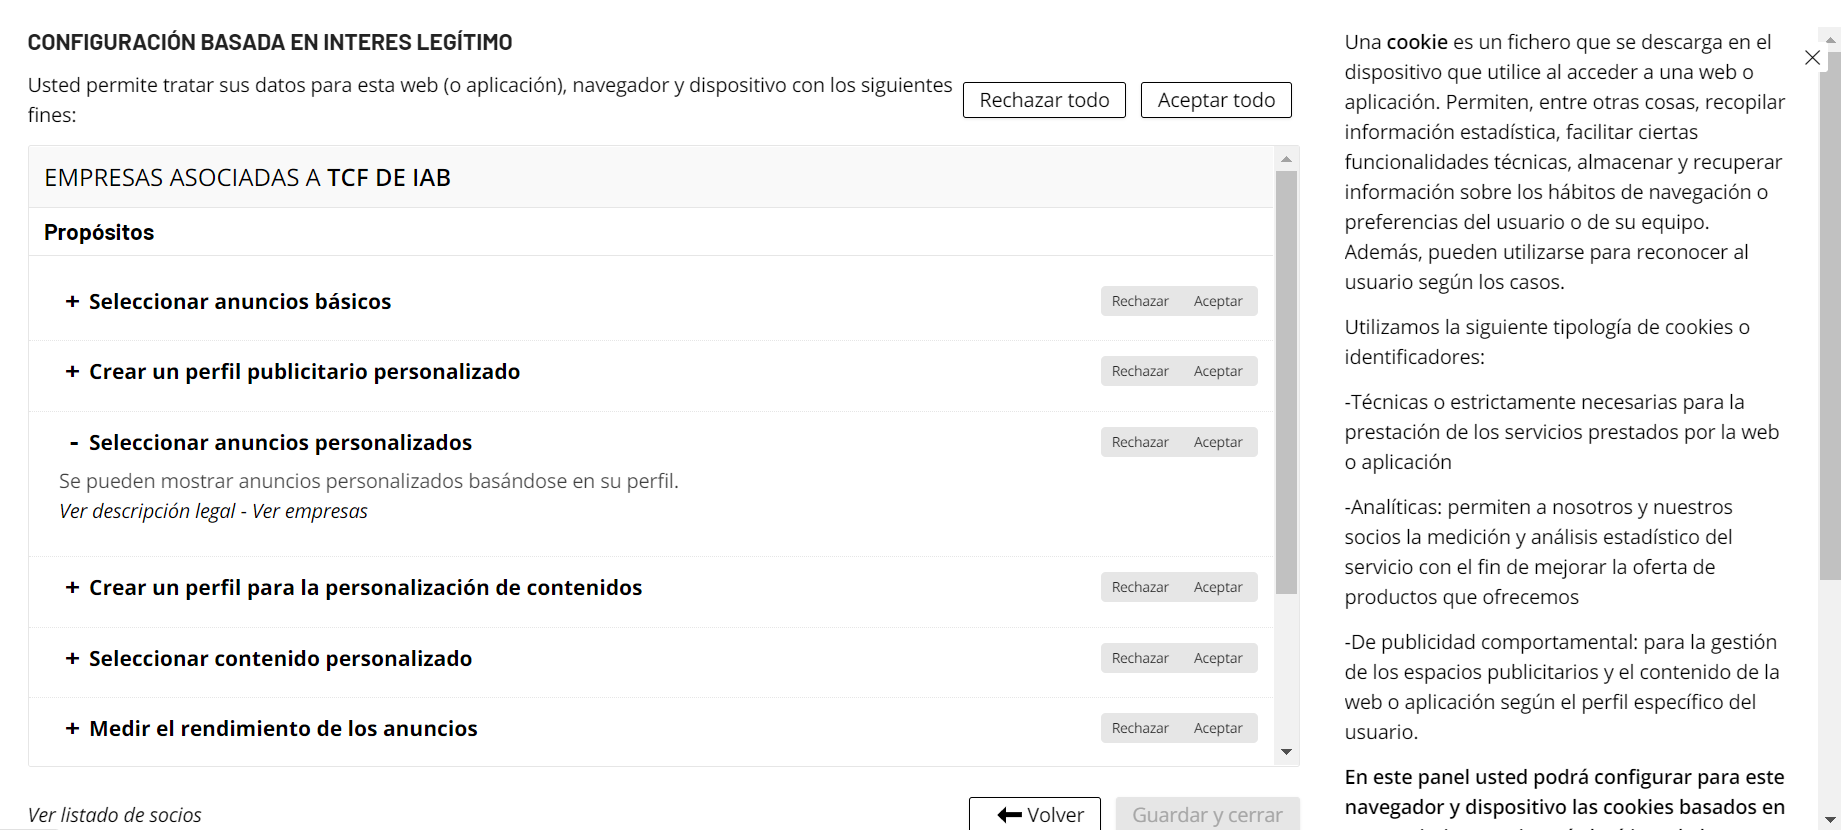 CONFIGURACIÓN BASADA EN INTERES LEGÍTIMO
Usted permite tratar sus datos para esta web (o aplicación), navegador y dispositivo con los siguientes
fines:
Rechazar todo
Aceptar todo
EMPRESAS ASOCIADAS A TCF DE IAB
Propósitos
+ Seleccionar anuncios básicos
Rechazar Aceptar
+ Crear un perfil publicitario personalizado
Rechazar Aceptar
- Seleccionar anuncios personalizados
Rechazar Aceptar
Se pueden mostrar anuncios personalizados basándose en su perfil.
Ver descripción legal - Ver empresas
+ Crear un perfil para la personalización de contenidos
Rechazar Aceptar
+ Seleccionar contenido personalizado
Rechazar Aceptar
+ Medir el rendimiento de los anuncios
Rechazar Aceptar
Ver listado de socios
Volver
Guardar y cerrar
Una cookie es un fichero que se descarga en el
dispositivo que utilice al acceder a una web o
aplicación. Permiten, entre otras cosas, recopilar
información estadística, facilitar ciertas
funcionalidades técnicas, almacenar y recuperar
información sobre los hábitos de navegación o
preferencias del usuario o de su equipo.
Además, pueden utilizarse para reconocer al
usuario según los casos.
Utilizamos la siguiente tipología de cookies o
identificadores:
-Técnicas o estrictamente necesarias para la
prestación de los servicios prestados por la web
o aplicación
-Analíticas: permiten a nosotros y nuestros
socios la medición y análisis estadístico del
servicio con el fin de mejorar la oferta de
productos que ofrecemos
-De publicidad comportamental: para la gestión
de los espacios publicitarios y el contenido de la
web o aplicación según el perfil específico del
usuario.
En este panel usted podrá configurar para este
navegador y dispositivo las cookies basados en